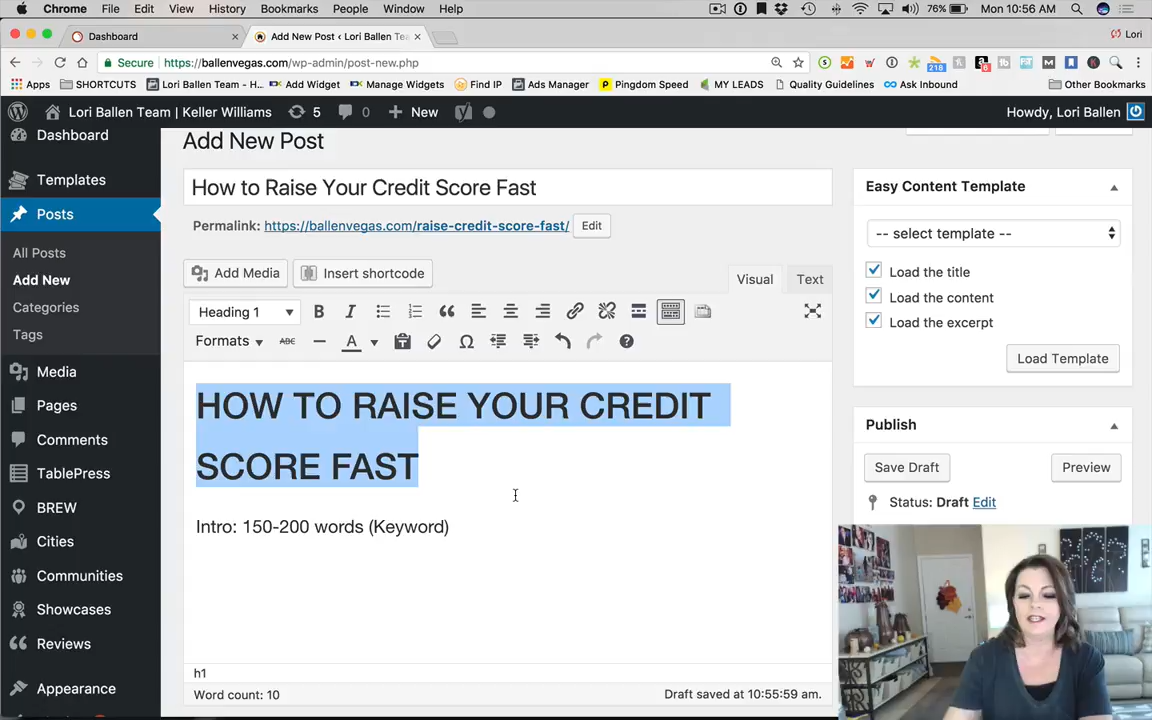 Chrome File Edit View History Bookmarks People Window Help 76% Mon 10:56 AM
Dashboard × Add New Post ‹ Lori Ballen Tea × Lori
Secure https://ballenvegas.com/wp-admin/post-new.php
Apps SHORTCUTS Lori Ballen Team - H... Add Widget Manage Widgets Find IP Ads Manager Pingdom Speed MY LEADS Quality Guidelines Ask Inbound Other Bookmarks
218 6
Lori Ballen Team | Keller Williams 5 0 New Howdy, Lori Ballen
Dashboard
Templates
Posts
All Posts
Add New
Categories
Tags
Media
Pages
Comments
TablePress
BREW
Cities
Communities
Showcases
Reviews
Appearance
Add New Post
How to Raise Your Credit Score Fast
Permalink: https://ballenvegas.com/raise-credit-score-fast/ Edit
Add Media Insert shortcode Visual Text
Heading 1 B I
Formats ABC A
HOW TO RAISE YOUR CREDIT
SCORE FAST
Intro: 150-200 words (Keyword)
h1
Word count: 10 Draft saved at 10:55:59 am.
Easy Content Template
-- select template --
Load the title
Load the content
Load the excerpt
Load Template
Publish
Save Draft Preview
Status: Draft Edit